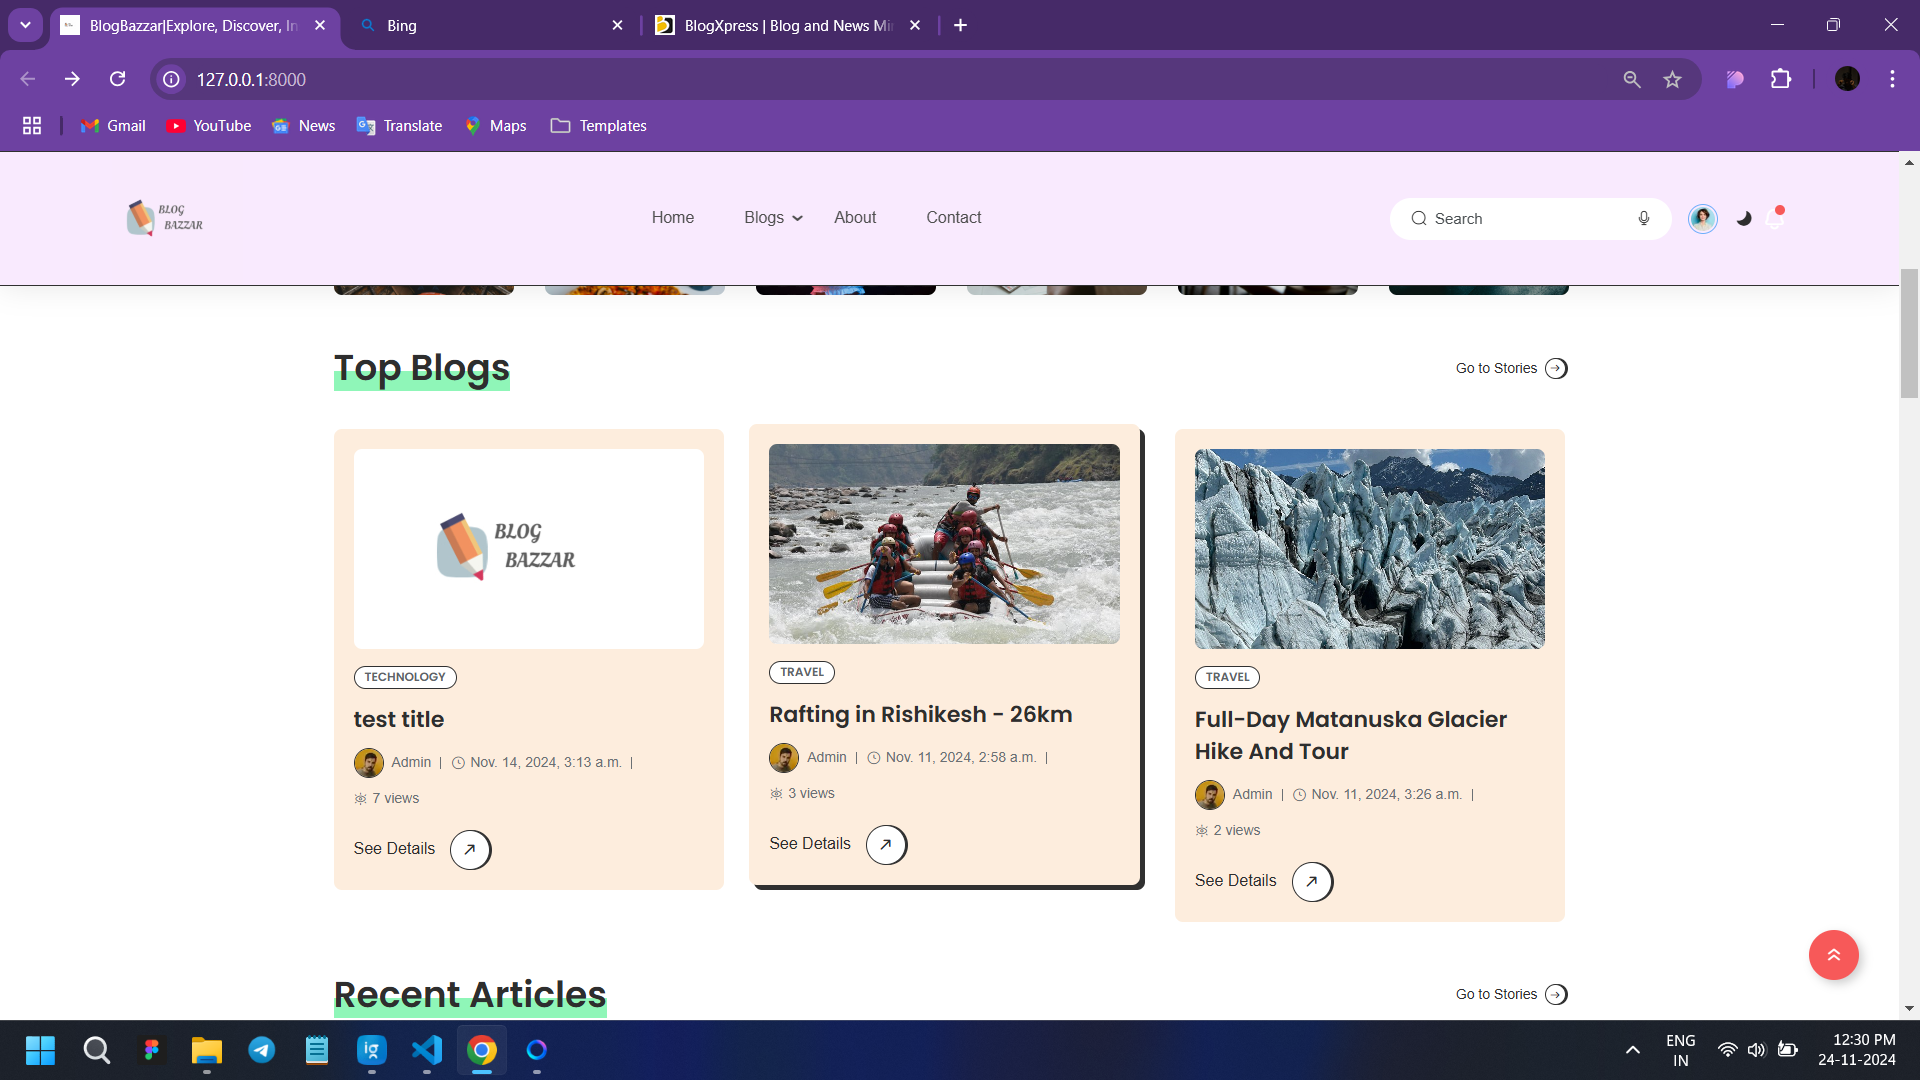 BlogBazzar|Explore, Discover, In
Bing
BlogXpress | Blog and News Mi
127.0.0.1:8000
Gmail
YouTube
News
Translate
Maps
Templates
BLOG
BAZZAR
Home
Blogs
About
Contact
Search
Top Blogs
Go to Stories
BLOG
BAZZAR
TECHNOLOGY
test title
Admin | Nov. 14, 2024, 3:13 a.m. |
7 views
See Details
TRAVEL
Rafting in Rishikesh - 26km
Admin | Nov. 11, 2024, 2:58 a.m. |
3 views
See Details
TRAVEL
Full-Day Matanuska Glacier
Hike And Tour
Admin | Nov. 11, 2024, 3:26 a.m. |
2 views
See Details
Recent Articles
Go to Stories
ig
ENG
IN
12:30 PM
24-11-2024